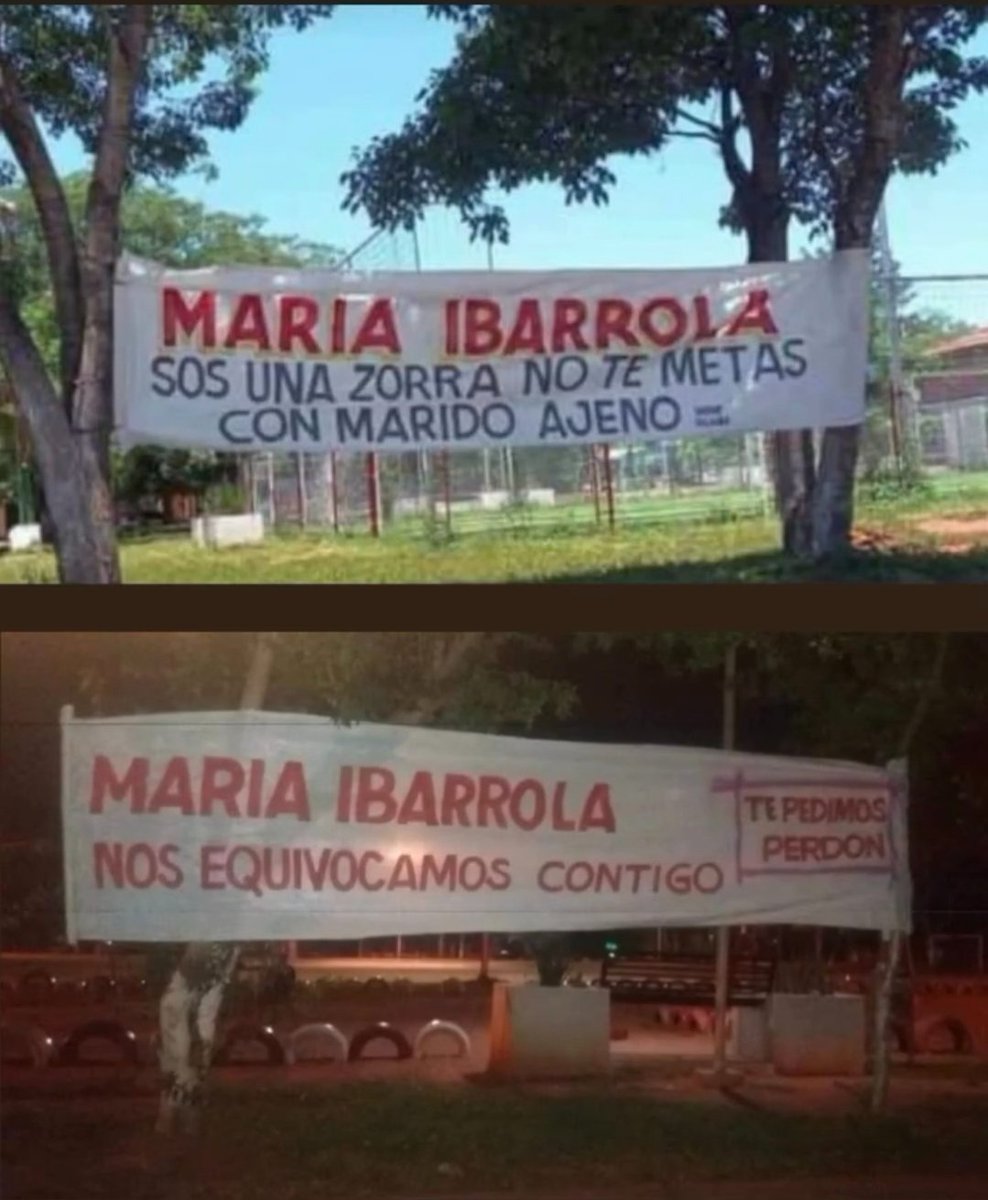 MARIA IBARROLA
SOS UNA ZORRA NO TE METAS
CON MARIDO AJENO
MARIA IBARROLA
NOS EQUIVOCAMOS CONTIGO
TE PEDIMOS
PERDON